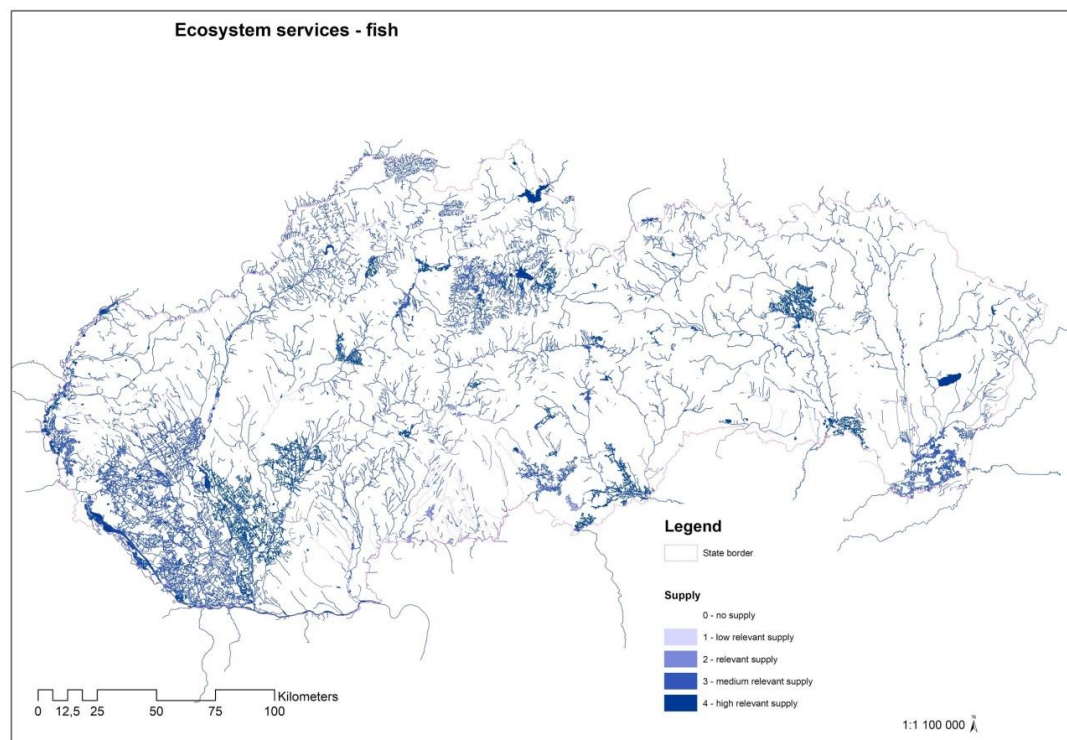 Ecosystem services - fish
Legend
State border
Supply
0 - no supply
1 - low relevant supply
2 - relevant supply
3 - medium relevant supply
4 - high relevant supply
Kilometers
0 12,5 25 50 75 100
1:1 100 000
N